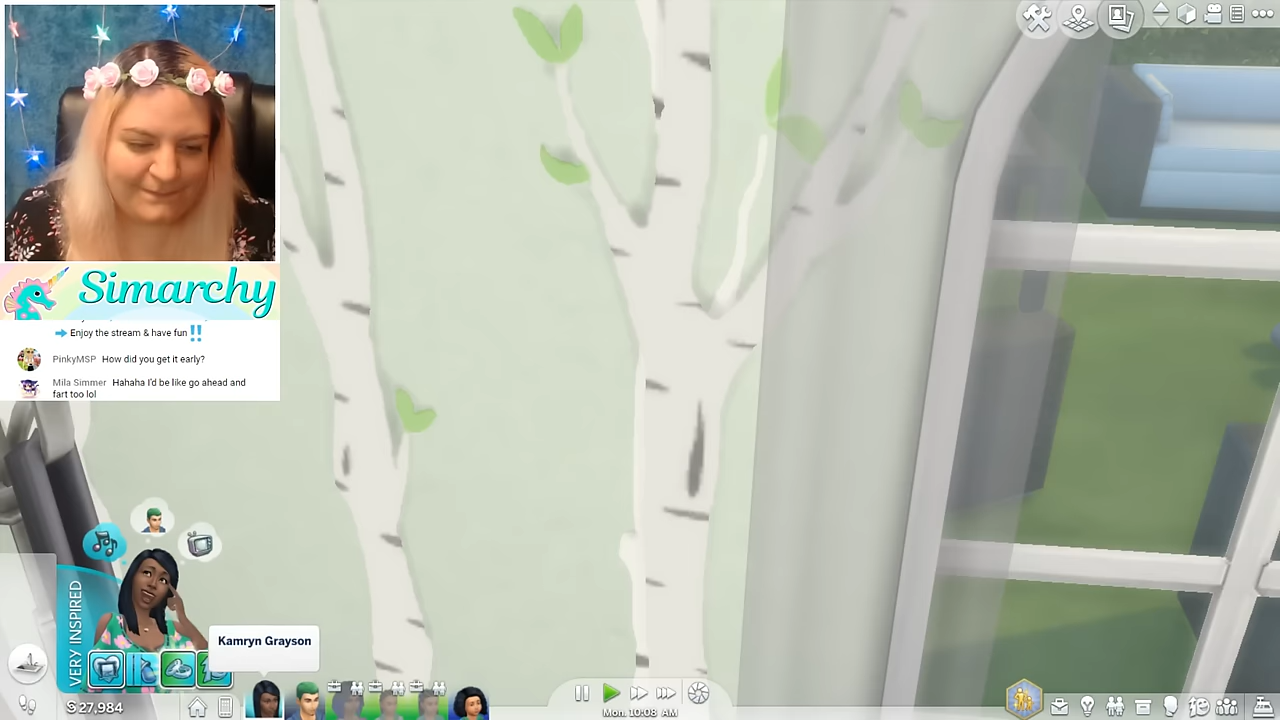 Simarchy
➡ Enjoy the stream & have fun ‼
PinkyMSP How did you get it early?
Mila Simmer Hahaha I'd be like go ahead and
fart too lol
VERY INSPIRED
Kamryn Grayson
§ 27,984
Mon. 10:08 AM